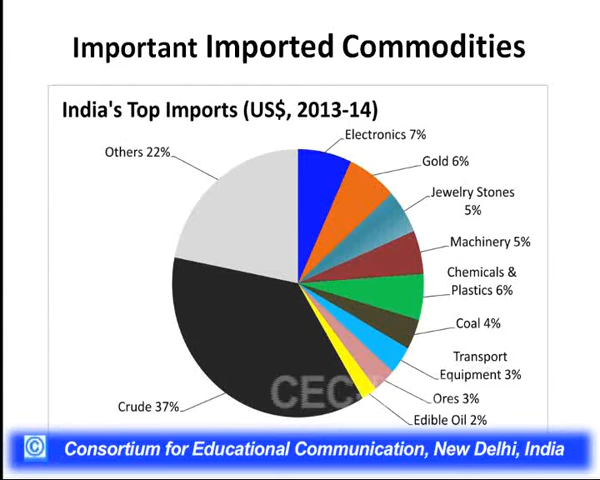 Important Imported Commodities
India's Top Imports (US$, 2013-14)
Electronics 7%
Others 22%
Gold 6%
Jewelry Stones
5%
Machinery 5%
Chemicals &
Plastics 6%
Coal 4%
Transport
Equipment 3%
Ores 3%
Crude 37%
Edible Oil 2%
CEC
© Consortium for Educational Communication, New Delhi, India